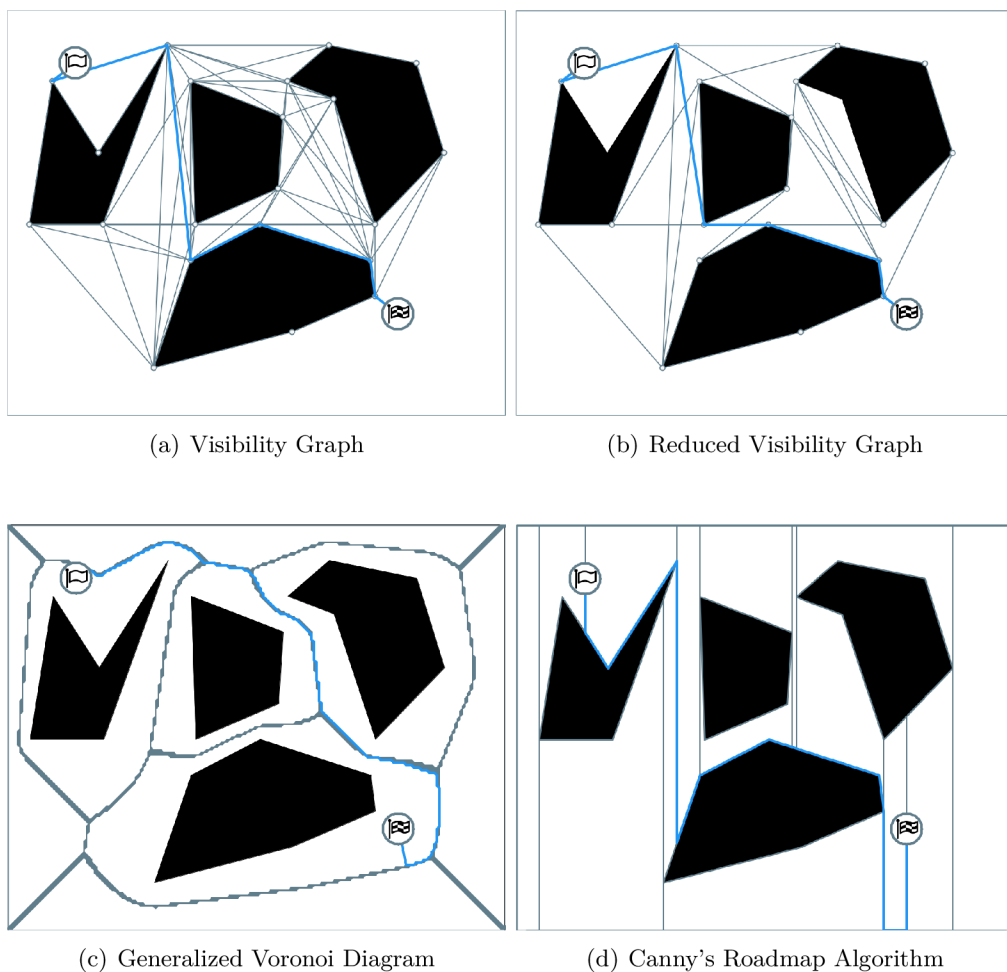 (a) Visibility Graph
(b) Reduced Visibility Graph
(c) Generalized Voronoi Diagram
(d) Canny's Roadmap Algorithm